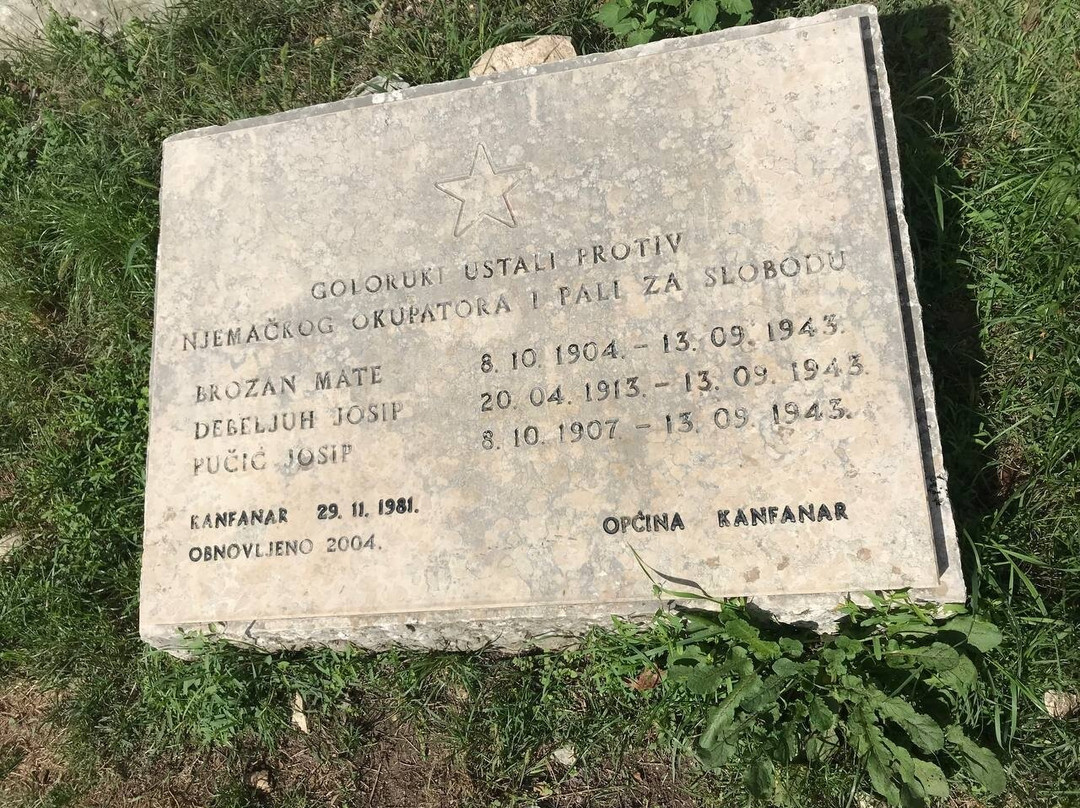 GOLORUKI USTALI PROTIV
NJEMAČKOG OKUPATORA I PALI ZA SLOBODU
BROZAN MATE 8. 10. 1904. – 13. 09. 1943.
DEBELJUH JOSIP 20. 04. 1913. – 13. 09. 1943.
PUČIĆ JOSIP 8. 10. 1907 – 13. 09. 1943.
KANFANAR 29. 11. 1981.
OBNOVLJENO 2004.
OPĆINA KANFANAR